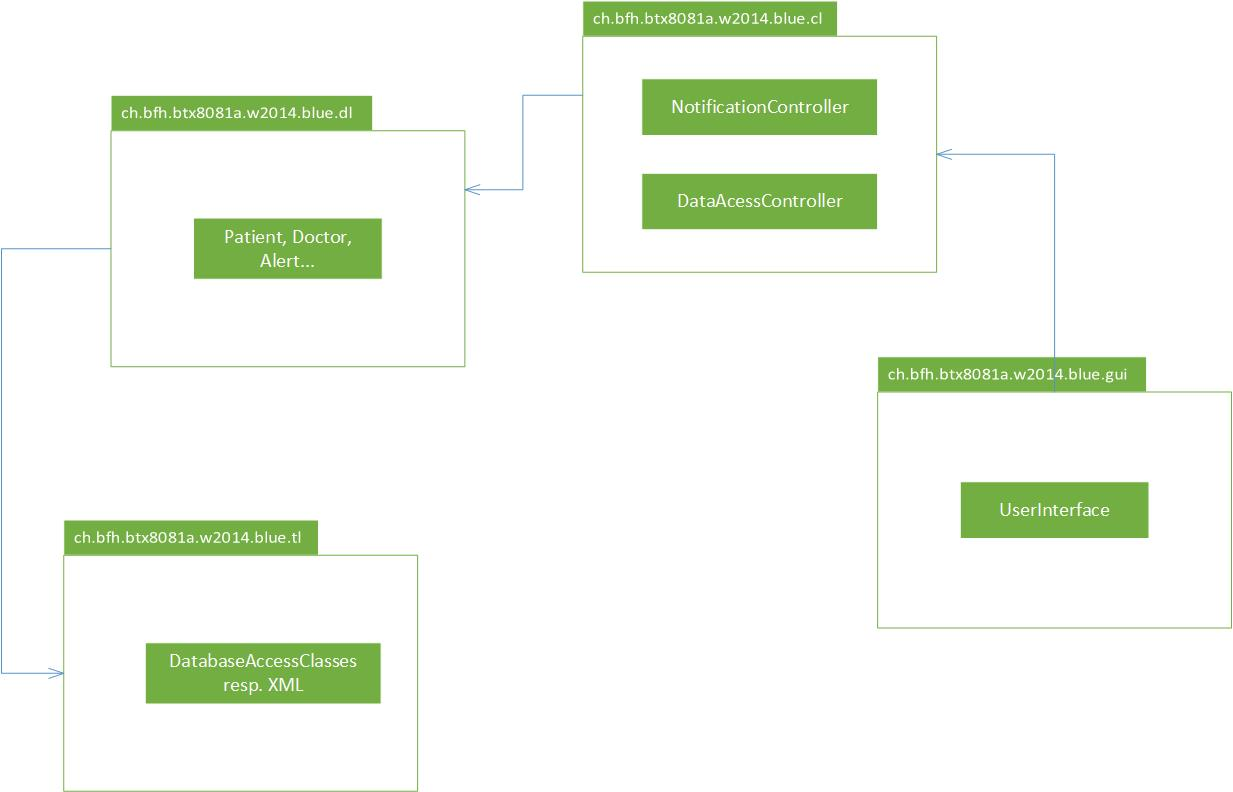 ch.bfh.btx8081a.w2014.blue.cl
NotificationController
DataAcessController
ch.bfh.btx8081a.w2014.blue.dl
Patient, Doctor,
Alert...
ch.bfh.btx8081a.w2014.blue.gui
UserInterface
ch.bfh.btx8081a.w2014.blue.tl
DatabaseAccessClasses
resp. XML